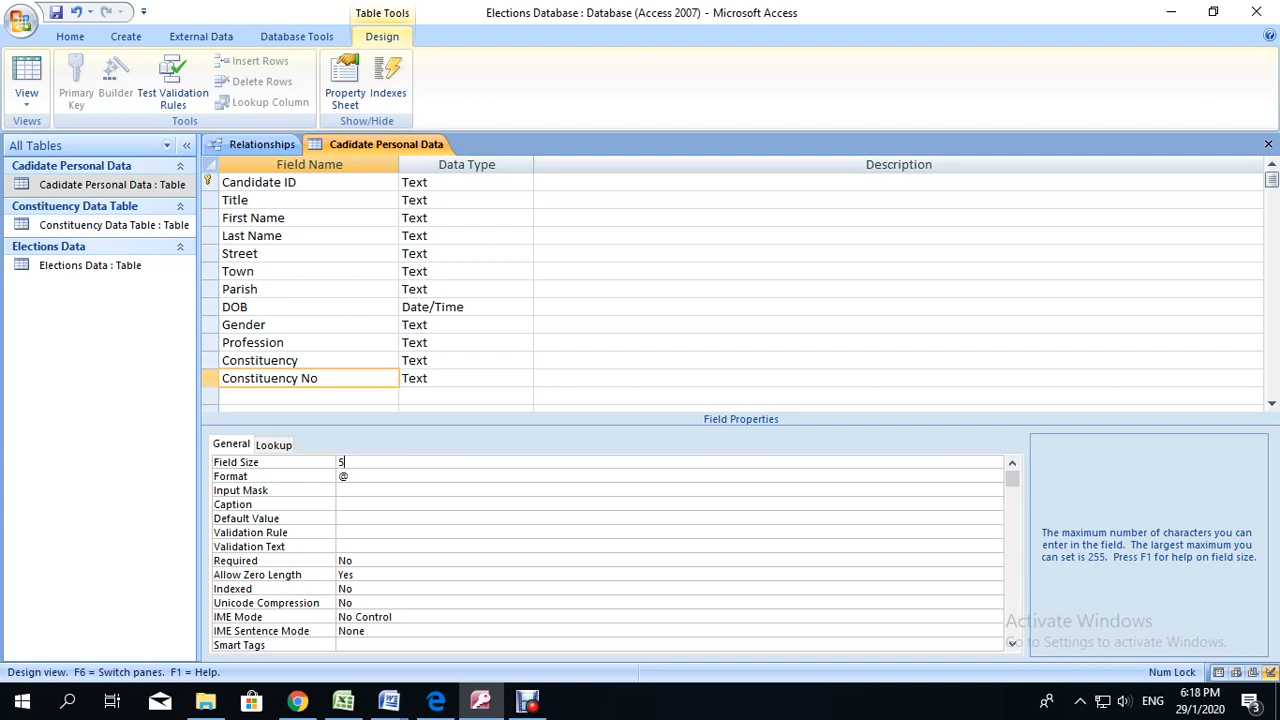 Table Tools
Elections Database : Database (Access 2007) - Microsoft Access
Home
Create
External Data
Database Tools
Design
View
Primary Key
Builder
Test Validation Rules
Insert Rows
Delete Rows
Lookup Column
Property Sheet
Indexes
Views
Tools
Show/Hide
All Tables
«
Relationships
Cadidate Personal Data
Cadidate Personal Data
Cadidate Personal Data : Table
Constituency Data Table
Constituency Data Table : Table
Elections Data
Elections Data : Table
Field Name Data Type Description
Candidate ID Text
Title Text
First Name Text
Last Name Text
Street Text
Town Text
Parish Text
DOB Date/Time
Gender Text
Profession Text
Constituency Text
Constituency No Text
Field Properties
General Lookup
Field Size 5
Format @
Input Mask
Caption
Default Value
Validation Rule
Validation Text
Required No
Allow Zero Length Yes
Indexed No
Unicode Compression No
IME Mode No Control
IME Sentence Mode None
Smart Tags
The maximum number of characters you can
enter in the field. The largest maximum you
can set is 255. Press F1 for help on field size.
Activate Windows
Go to Settings to activate Windows.
Design view. F6 = Switch panes. F1 = Help.
Num Lock
ENG
6:18 PM
29/1/2020
3